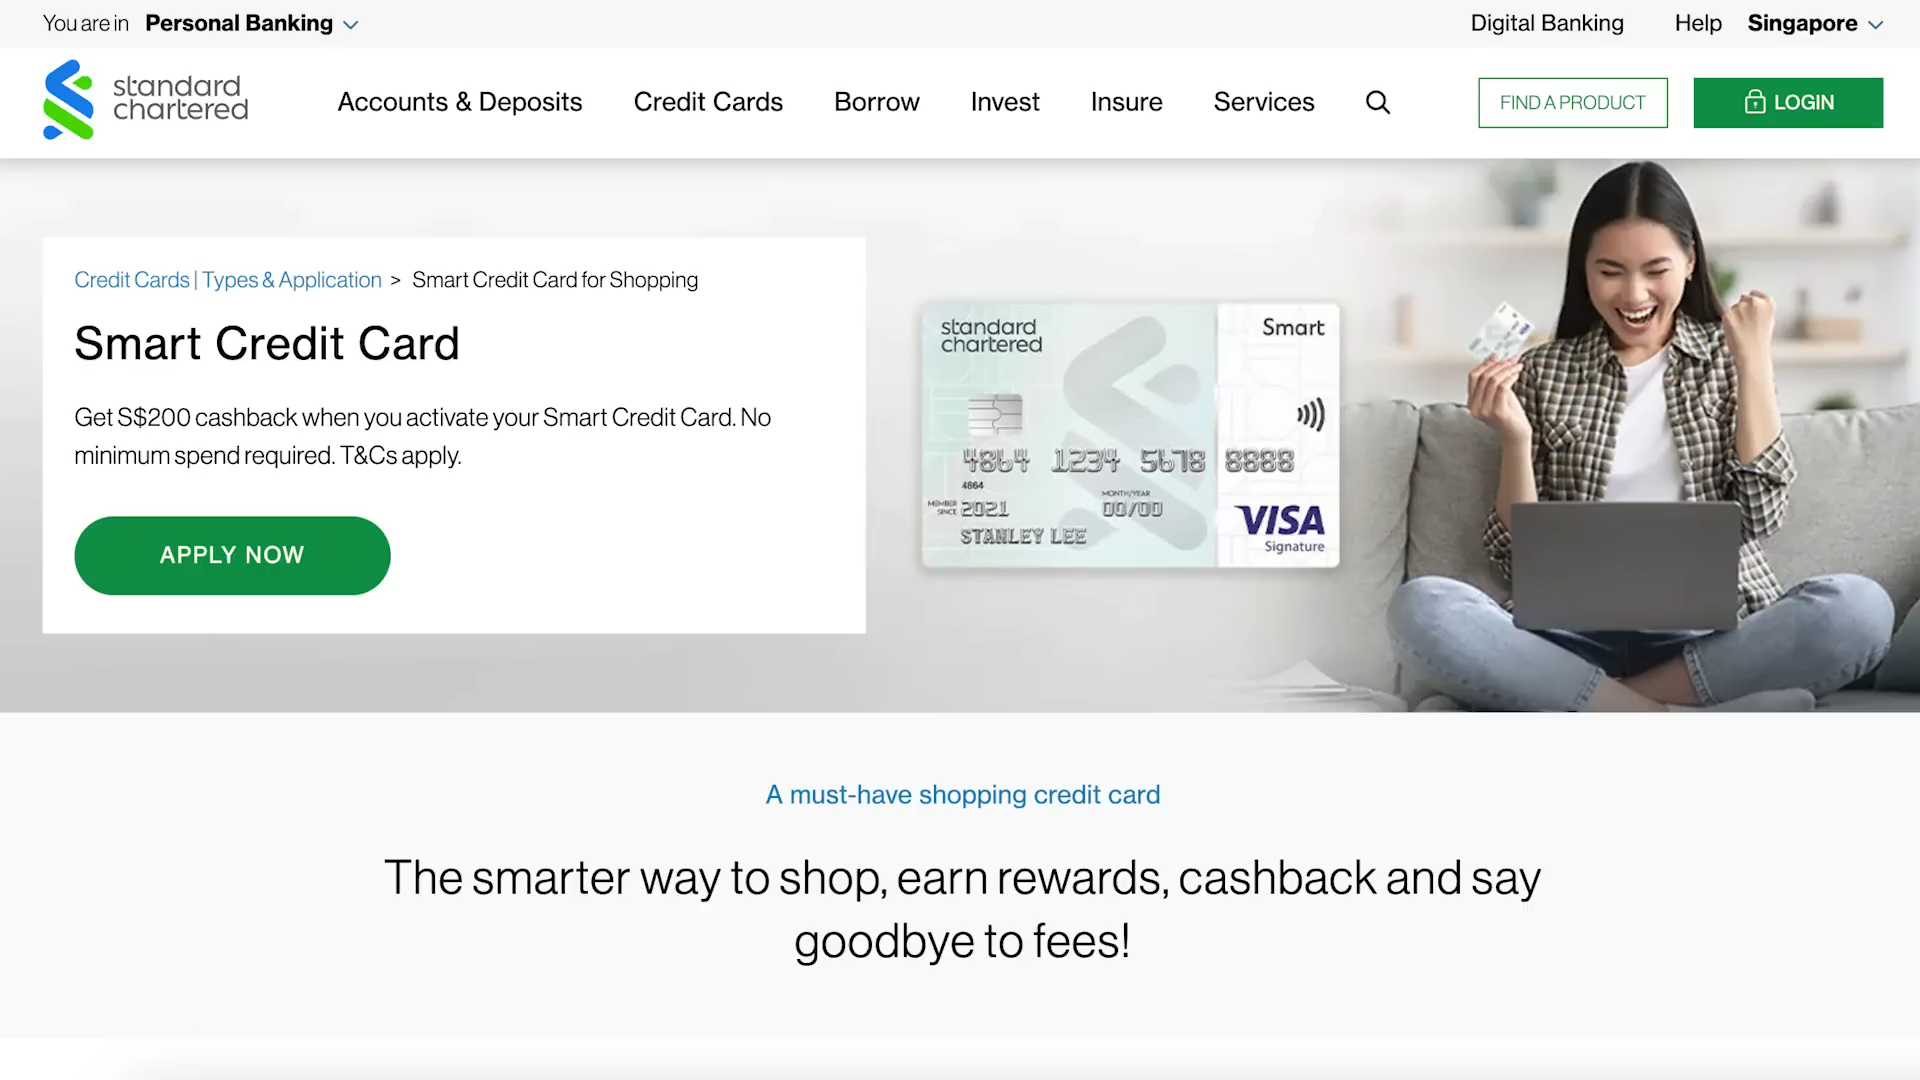 You are in Personal Banking
Digital Banking Help Singapore
standard
chartered
Accounts & Deposits Credit Cards Borrow Invest Insure Services
FIND A PRODUCT
LOGIN
Credit Cards | Types & Application > Smart Credit Card for Shopping
Smart Credit Card
Get S$200 cashback when you activate your Smart Credit Card. No
minimum spend required. T&Cs apply.
APPLY NOW
standard
chartered
Smart
4864 1234 5678 8888
4864
MEMBER
SINCE
2021
MONTH/YEAR
00/00
STANLEY LEE
VISA
Signature
A must-have shopping credit card
The smarter way to shop, earn rewards, cashback and say
goodbye to fees!